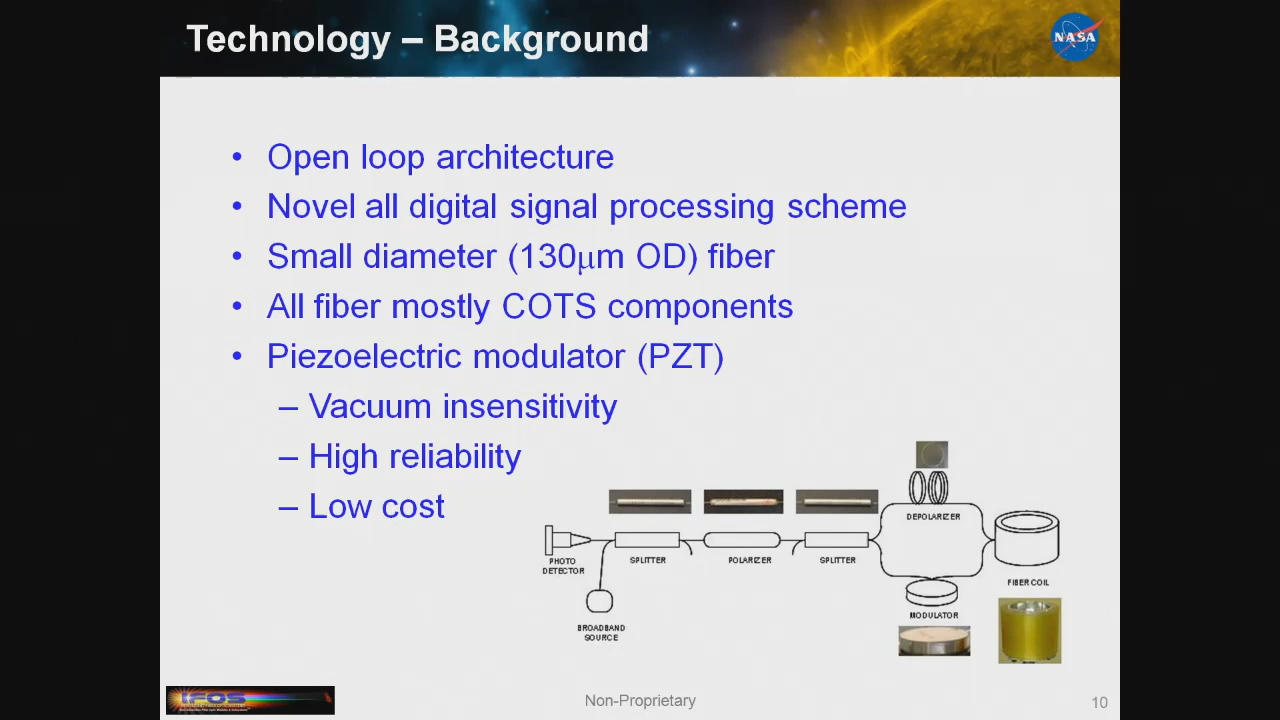 Technology – Background
NASA
• Open loop architecture
• Novel all digital signal processing scheme
• Small diameter (130μm OD) fiber
• All fiber mostly COTS components
• Piezoelectric modulator (PZT)
– Vacuum insensitivity
– High reliability
– Low cost
DEPOLARIZER
PHOTO
DETECTOR
SPLITTER
POLARIZER
SPLITTER
FIBER COIL
MODULATOR
BROADBAND
SOURCE
IFOS
Non-Proprietary
10